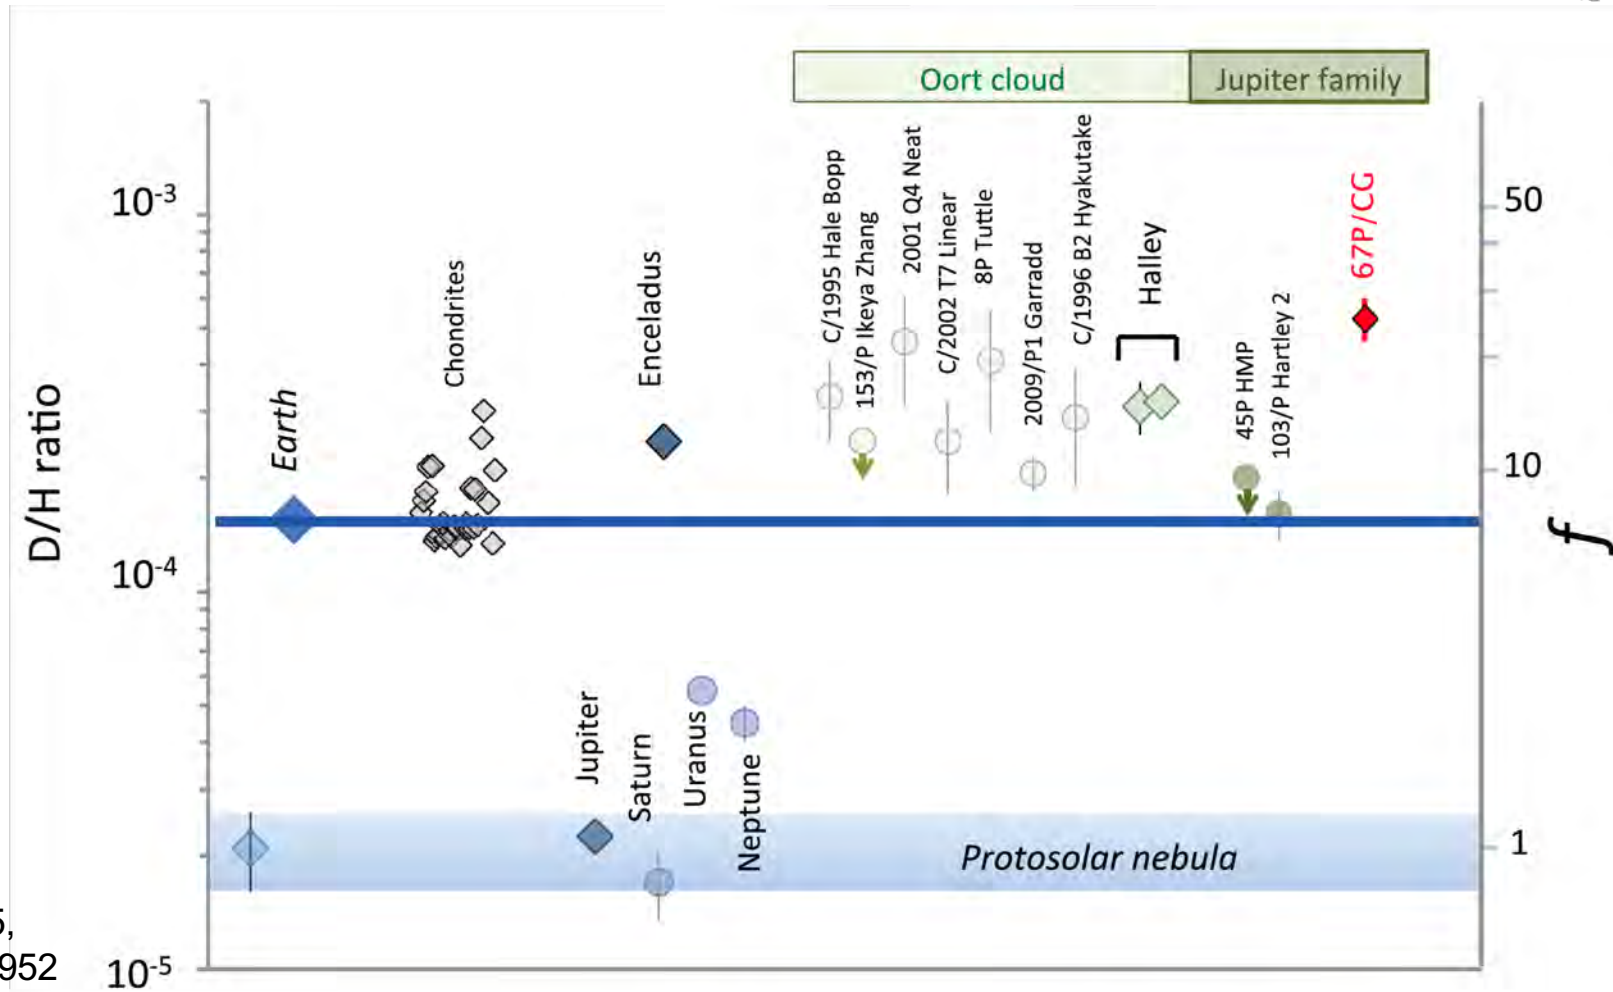 Oort cloud
Jupiter family
D/H ratio
10-3
10-4
10-5
Earth
Chondrites
Enceladus
Jupiter
Saturn
Uranus
Neptune
C/1995 Hale Bopp
153/P Ikeya Zhang
2001 Q4 Neat
C/2002 T7 Linear
8P Tuttle
2009/P1 Garradd
C/1996 B2 Hyakutake
Halley
45P HMP
103/P Hartley 2
67P/CG
50
10
1
f
Protosolar nebula
952